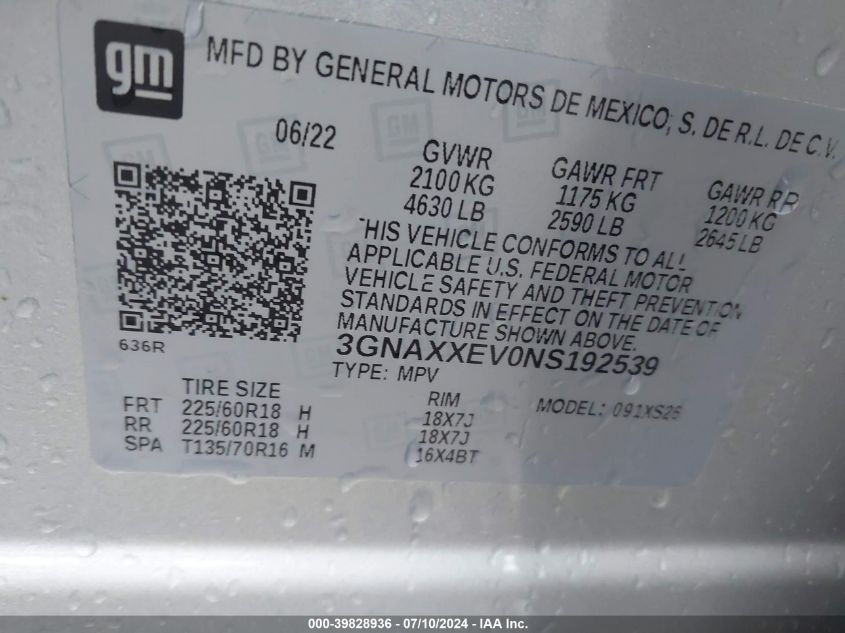 gm
MFD BY GENERAL MOTORS DE MEXICO, S. DE R.L. DE C.V.
06/22
GVWR GAWR FRT GAWR RR
2100 KG 1175 KG 1200 KG
4630 LB 2590 LB 2645 LB
THIS VEHICLE CONFORMS TO ALL
APPLICABLE U.S. FEDERAL MOTOR
VEHICLE SAFETY AND THEFT PREVENTION
STANDARDS IN EFFECT ON THE DATE OF
MANUFACTURE SHOWN ABOVE.
636R
3GNAXXEV0NS192539
TYPE: MPV
TIRE SIZE RIM MODEL: 091XS26
FRT 225/60R18 H 18X7J
RR 225/60R18 H 18X7J
SPA T135/70R16 M 16X4BT
000-39828936 - 07/10/2024 - IAA Inc.